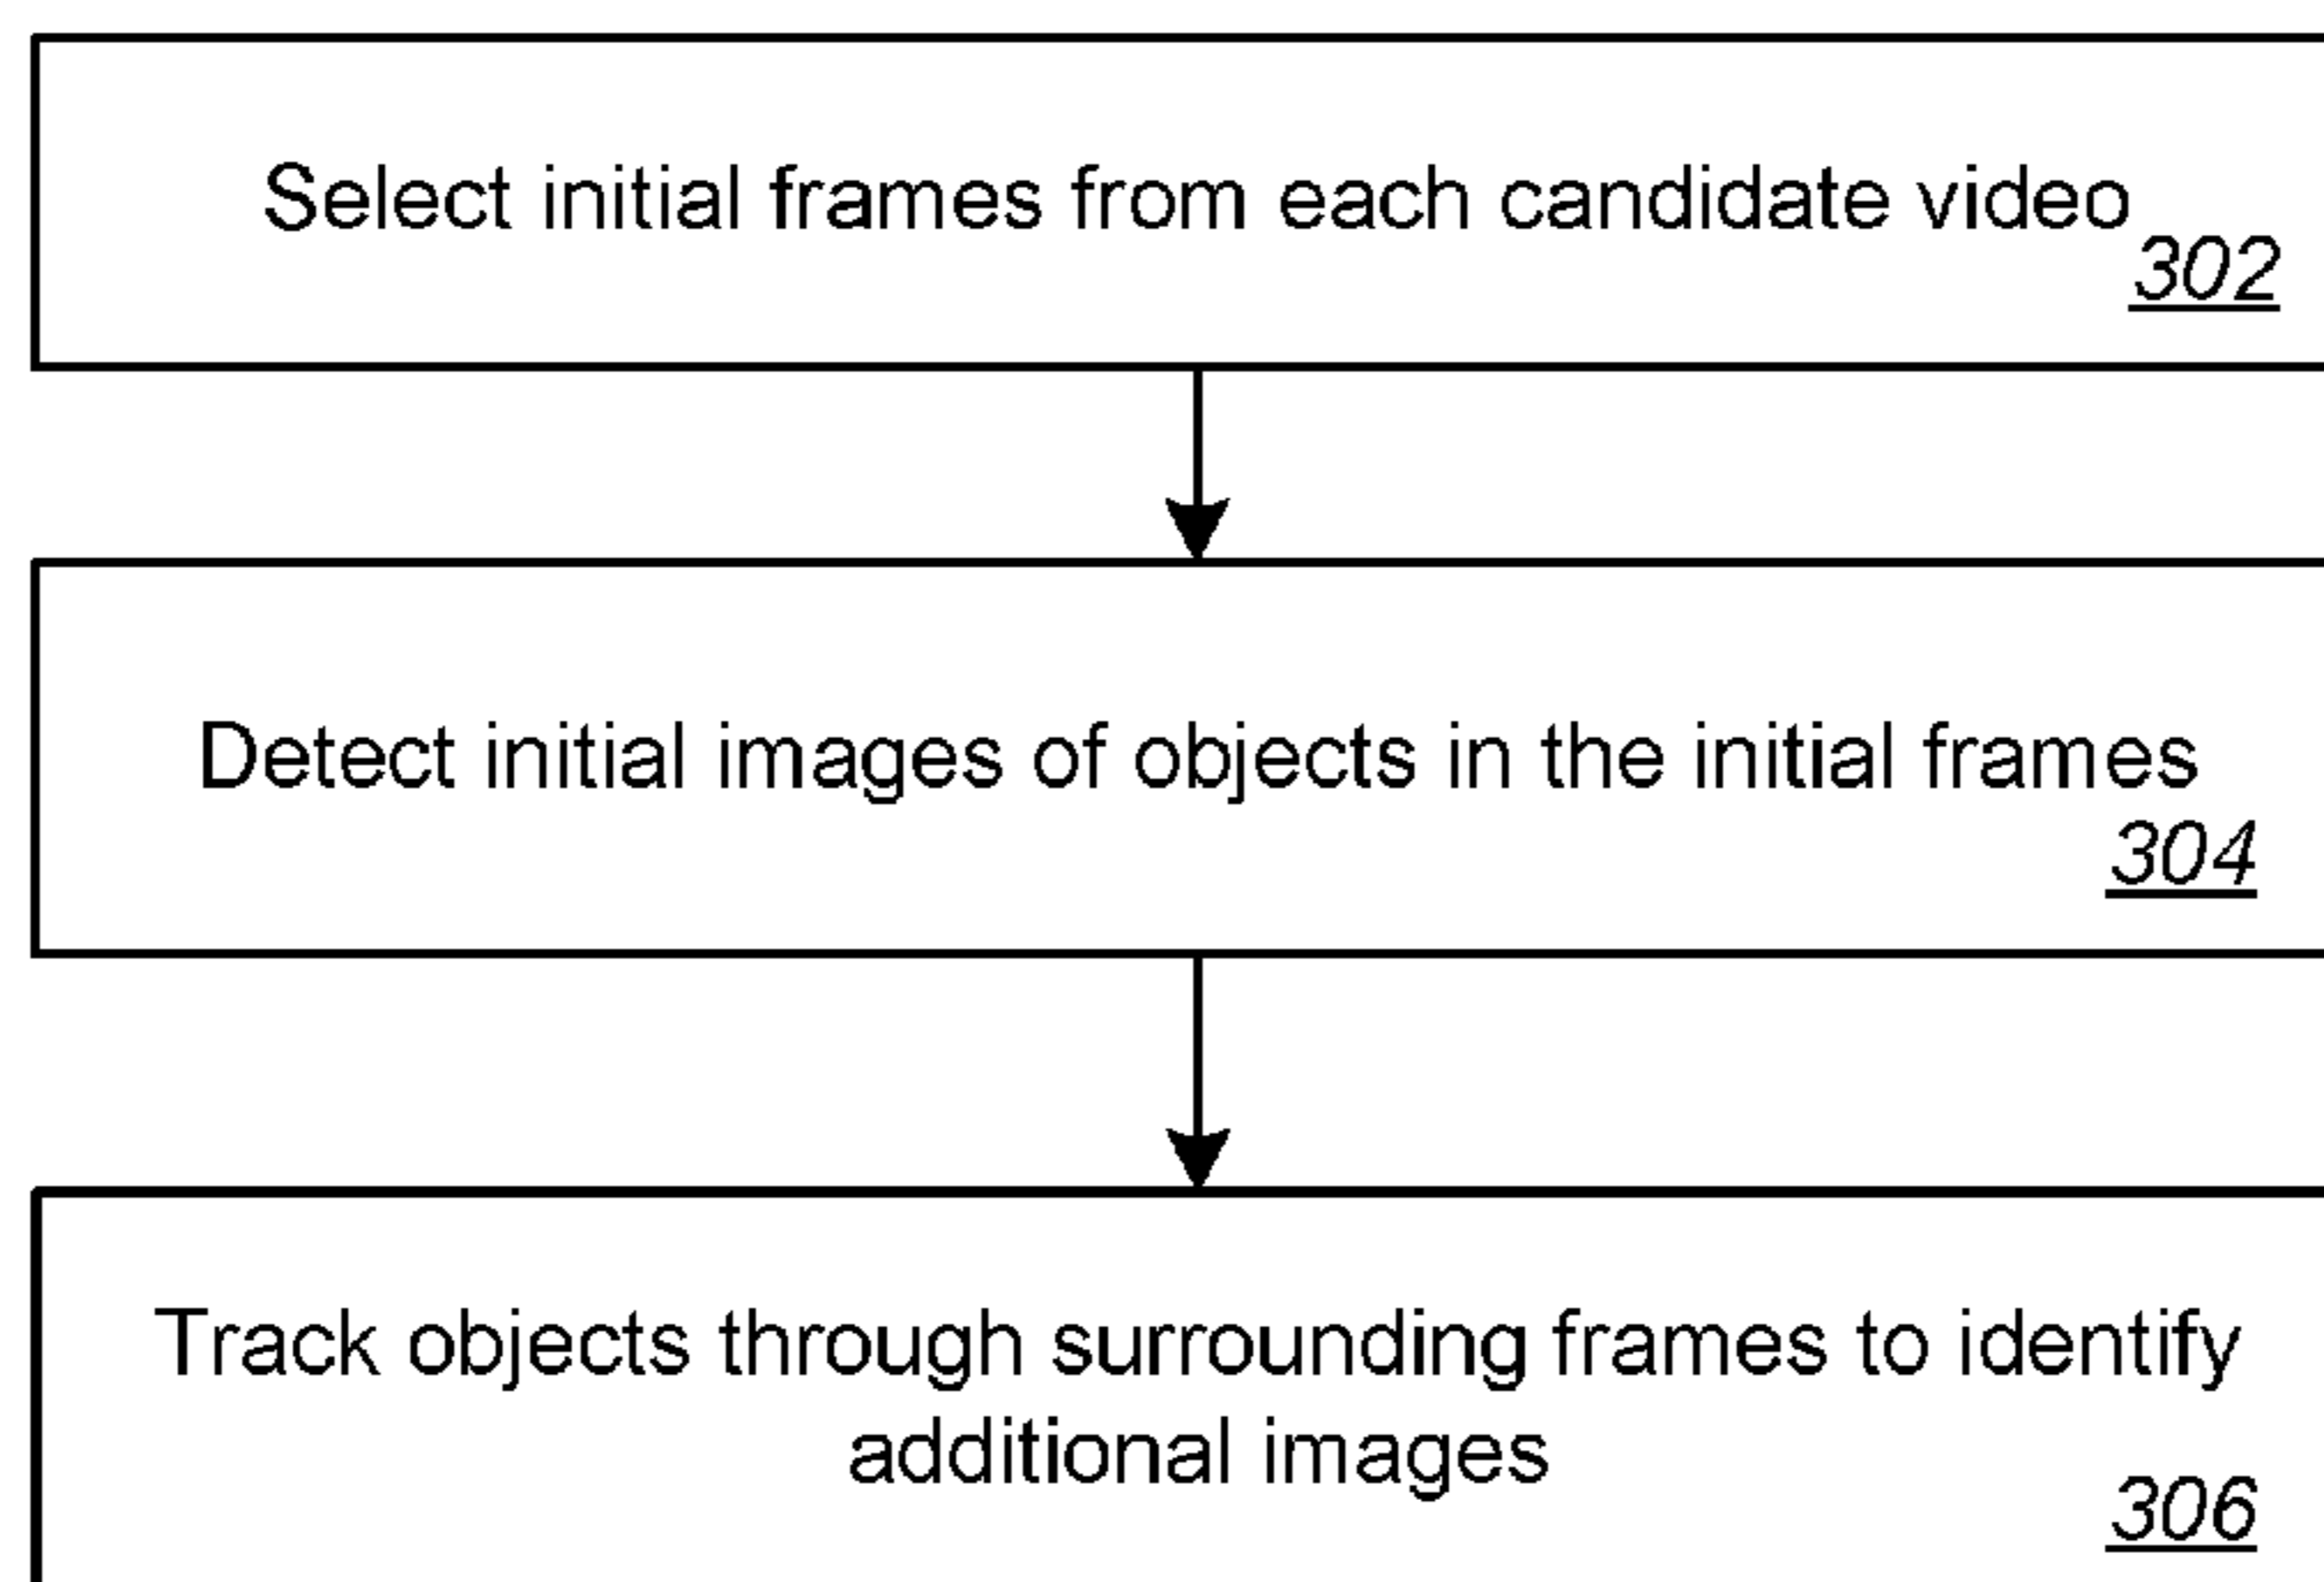 Select initial frames from each candidate video
302
Detect initial images of objects in the initial frames
304
Track objects through surrounding frames to identify
additional images
306